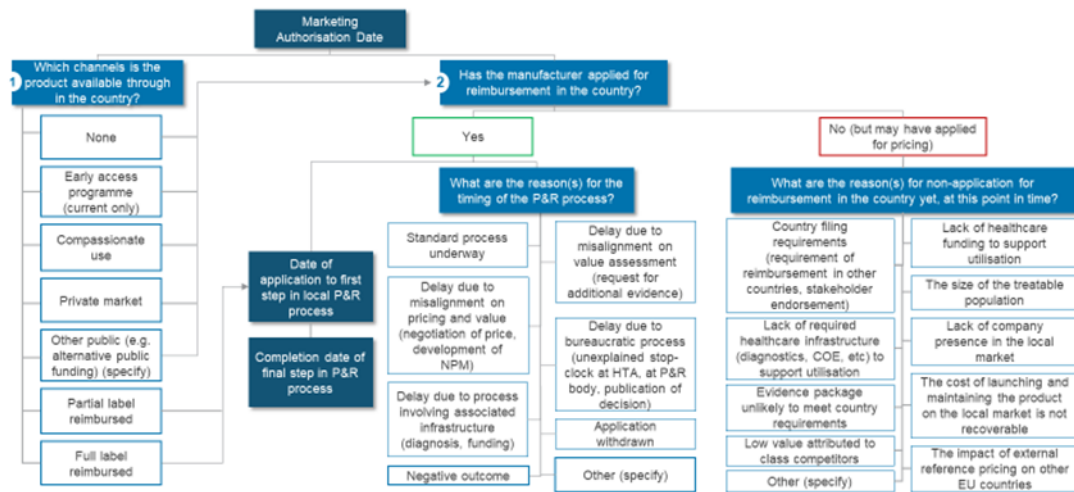 Marketing
Authorisation Date
1
Which channels is the
product available through
in the country?
None
Early access
programme
(current only)
Compassionate
use
Private market
Other public (e.g.
alternative public
funding) (specify)
Partial label
reimbursed
Full label
reimbursed
2
Has the manufacturer applied for
reimbursement in the country?
Yes
Date of
application to first
step in local P&R
process
Completion date of
final step in P&R
process
What are the reason(s) for the
timing of the P&R process?
Standard process
underway
Delay due to
misalignment on
pricing and value
(negotiation of price,
development of
NPM)
Delay due to process
involving associated
infrastructure
(diagnosis, funding)
Negative outcome
Delay due to
misalignment on
value assessment
(request for
additional evidence)
Delay due to
bureaucratic process
(unexplained stop-
clock at HTA, at P&R
body, publication of
decision)
Application
withdrawn
Other (specify)
No (but may have applied
for pricing)
What are the reason(s) for non-application for
reimbursement in the country yet, at this point in time?
Country filing
requirements
(requirement of
reimbursement in other
countries, stakeholder
endorsement)
Lack of required
healthcare infrastructure
(diagnostics, COE, etc) to
support utilisation
Evidence package
unlikely to meet country
requirements
Low value attributed to
class competitors
Other (specify)
Lack of healthcare
funding to support
utilisation
The size of the treatable
population
Lack of company
presence in the local
market
The cost of launching and
maintaining the product
on the local market is not
recoverable
The impact of external
reference pricing on other
EU countries